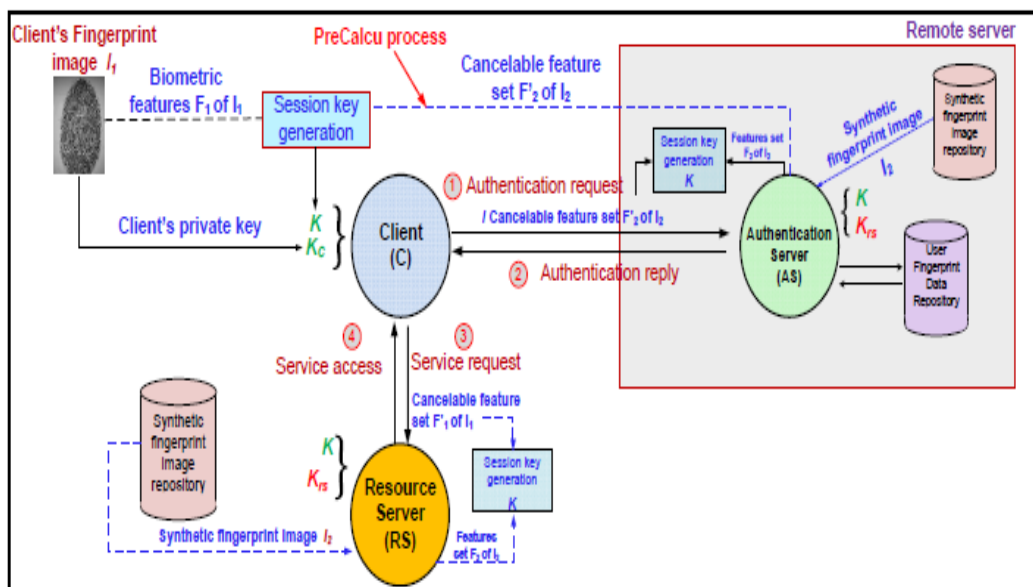 Client's Fingerprint
image I₁
Biometric
features F₁ of I₁
Session key
generation
PreCalcu process
Cancelable feature
set F'₂ of I₂
Remote server
Synthetic
fingerprint
Image
repository
Synthetic
fingerprint image
I₂
Session key
generation
K
Features set
F₂ of I₂
Client's private key
K
K_C
Client
(C)
1
Authentication request
/ Cancelable feature set F'₂ of I₂
2
Authentication reply
Authentication
Server
(AS)
K
K_rs
User
Fingerprint
Data
Repository
4
Service access
3
Service request
Cancelable feature
set F'₁ of I₁
Synthetic
fingerprint
Image
repository
K
K_rs
Resource
Server
(RS)
Session key
generation
K
Synthetic fingerprint Image I₂
Features
set F₂ of I₂